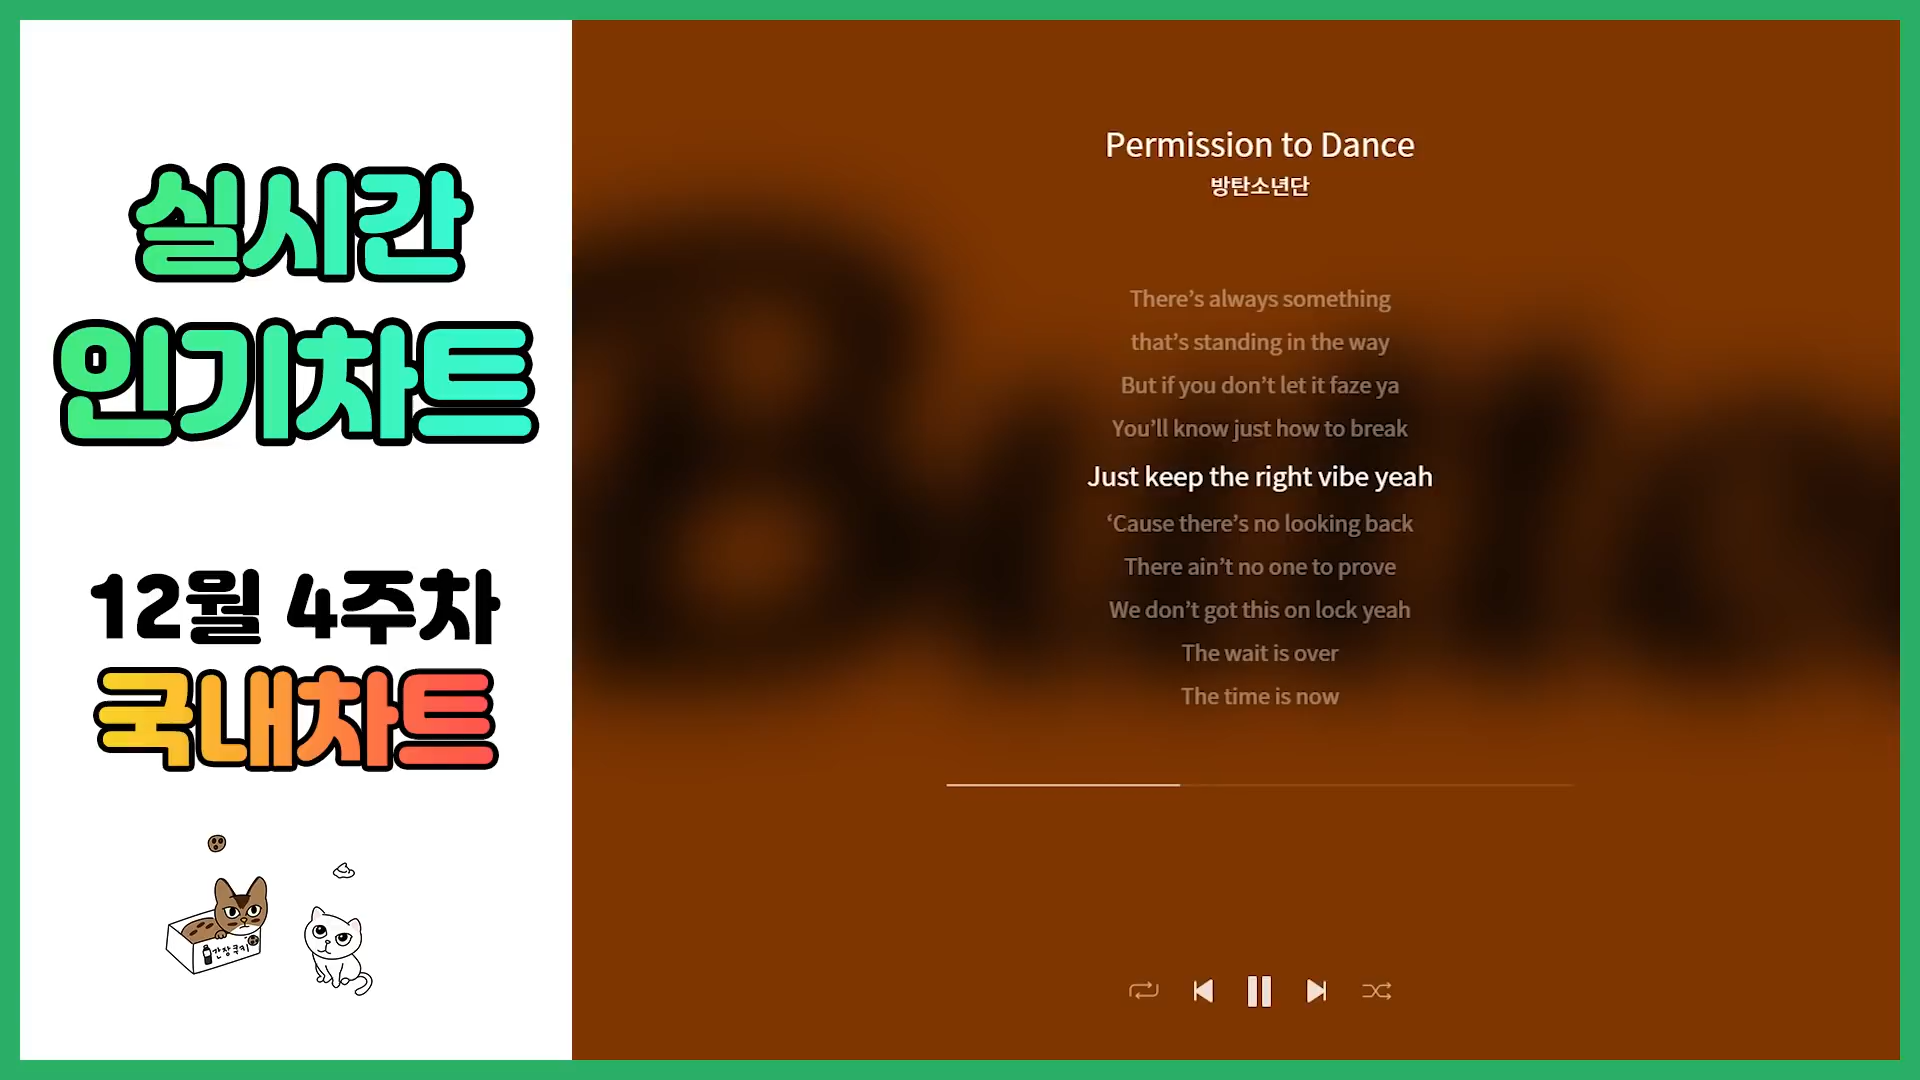 실시간
인기차트
12월 4주차
국내차트
간장쿠키
Permission to Dance
방탄소년단
There’s always something
that’s standing in the way
But if you don’t let it faze ya
You’ll know just how to break
Just keep the right vibe yeah
‘Cause there’s no looking back
There ain’t no one to prove
We don’t got this on lock yeah
The wait is over
The time is now